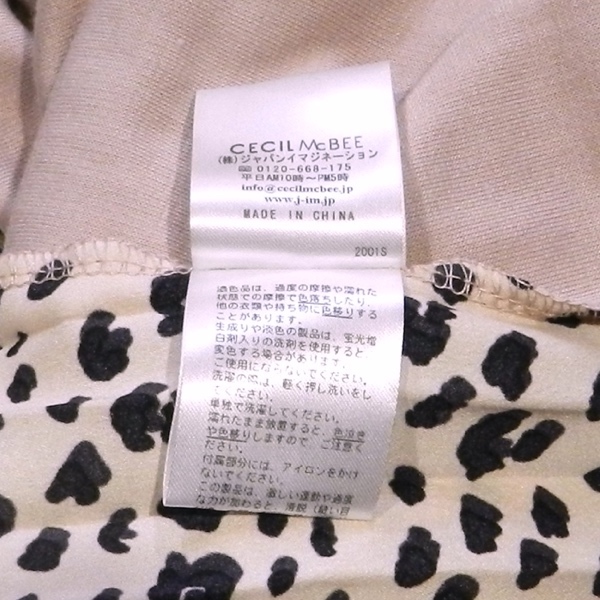 CECIL McBEE
(株)ジャパンイマジネーション
☎ 0120-668-175
平日AM10時～PM5時
info@cecilmcbee.jp
www.j-im.jp
MADE IN CHINA
2001S
濃色品は、過度の摩擦や濡れた
状態での摩擦で色落ちしたり、
他の衣類や持ち物に色移りする
ことがあります。
生成りや淡色の製品は、蛍光増
白剤入りの洗剤を使用すると
変色する場合があります。
ご使用にならないでください。
洗濯の際は、軽く押し洗いをし
てください。
単独で洗濯してください。
濡れたまま放置すると、色泣き
や色移りしますので、ご注意く
ださい。
付属部分には、アイロンをかけ
ないでください。
この製品は、激しい運動や過度
な力が加わると、滑脱(縫い目